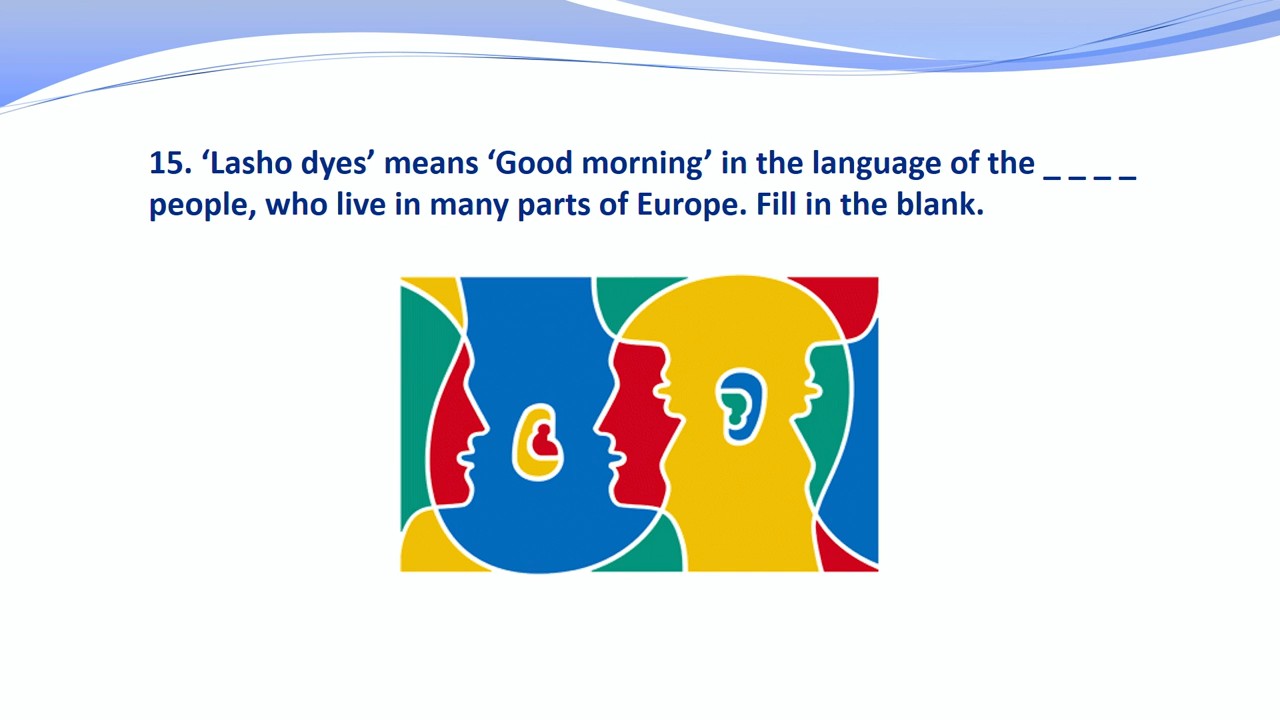 15. ‘Lasho dyes’ means ‘Good morning’ in the language of the _ _ _ _
people, who live in many parts of Europe. Fill in the blank.